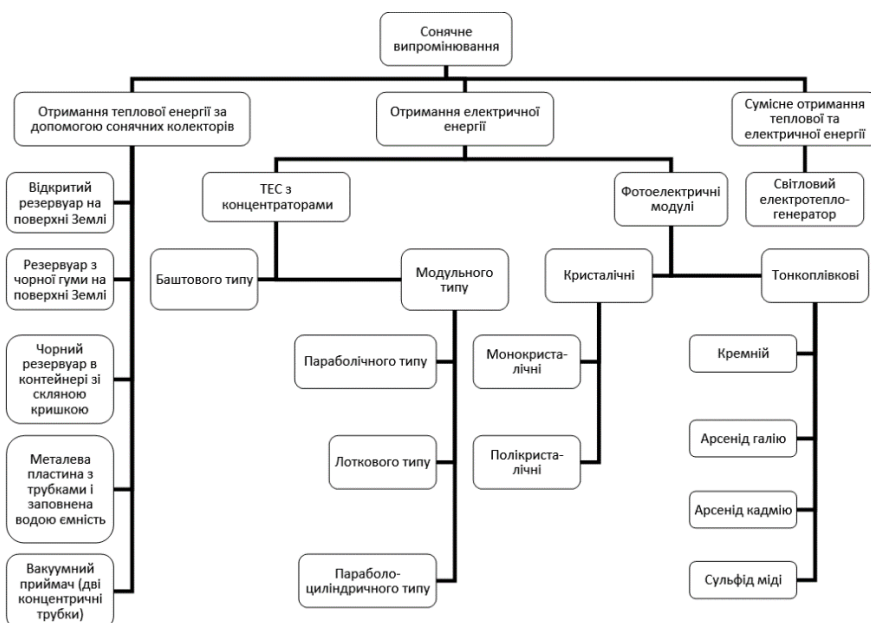 Сонячне
випромінювання
Отримання теплової енергії за
допомогою сонячних колекторів
Отримання електричної
енергії
Сумісне отримання
теплової та
електричної енергії
Відкритий
резервуар на
поверхні Землі
ТЕС з
концентраторами
Фотоелектричні
модулі
Світловий
електротепло-
генератор
Резервуар з
чорної гуми на
поверхні Землі
Баштового типу
Модульного
типу
Кристалічні
Тонкоплівкові
Чорний
резервуар в
контейнері зі
скляною
кришкою
Параболічного типу
Монокриста-
лічні
Кремній
Металева
пластина з
трубками і
заповнена
водою ємність
Лоткового типу
Полікриста-
лічні
Арсенід галію
Арсенід кадмію
Вакуумний
приймач (дві
концентричні
трубки)
Параболо-
циліндричного типу
Сульфід міді